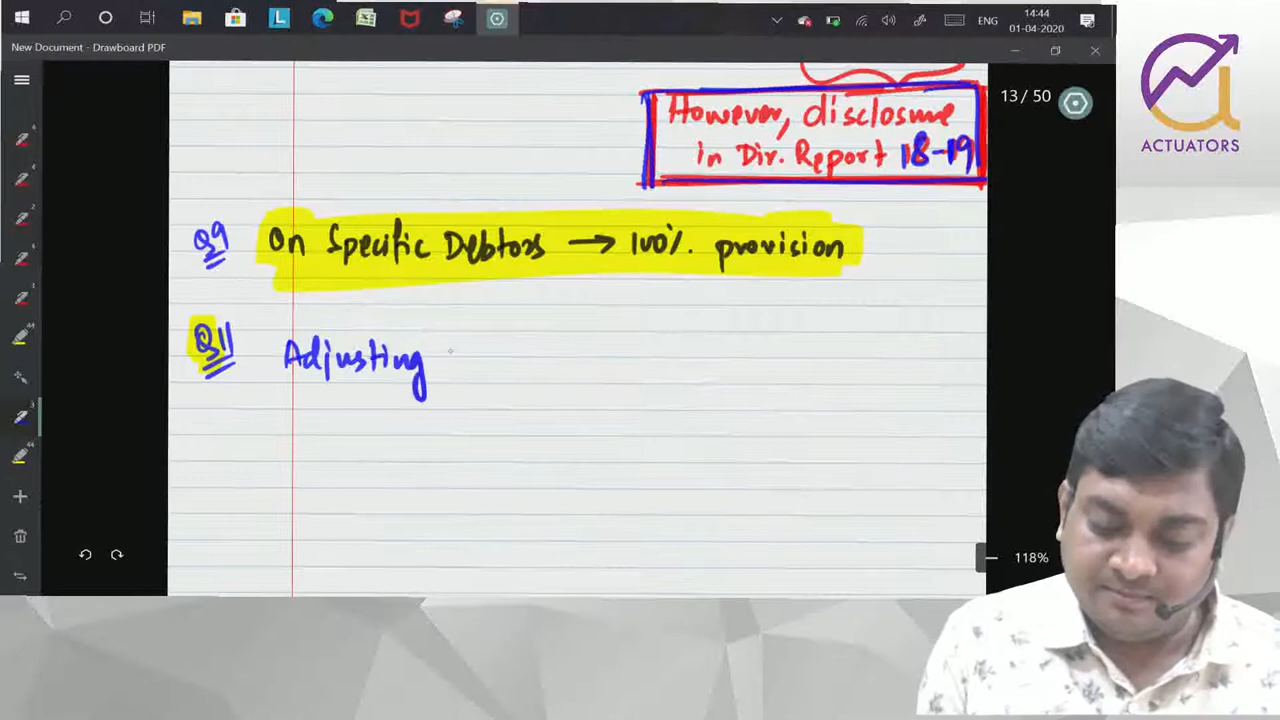 14:44
ENG
01-04-2020
New Document - Drawboard PDF
13 / 50
However, disclosure
in Dir. Report 18-19
ACTUATORS
Q9 On Specific Debtors → 100% provision
Q11 Adjusting
118%